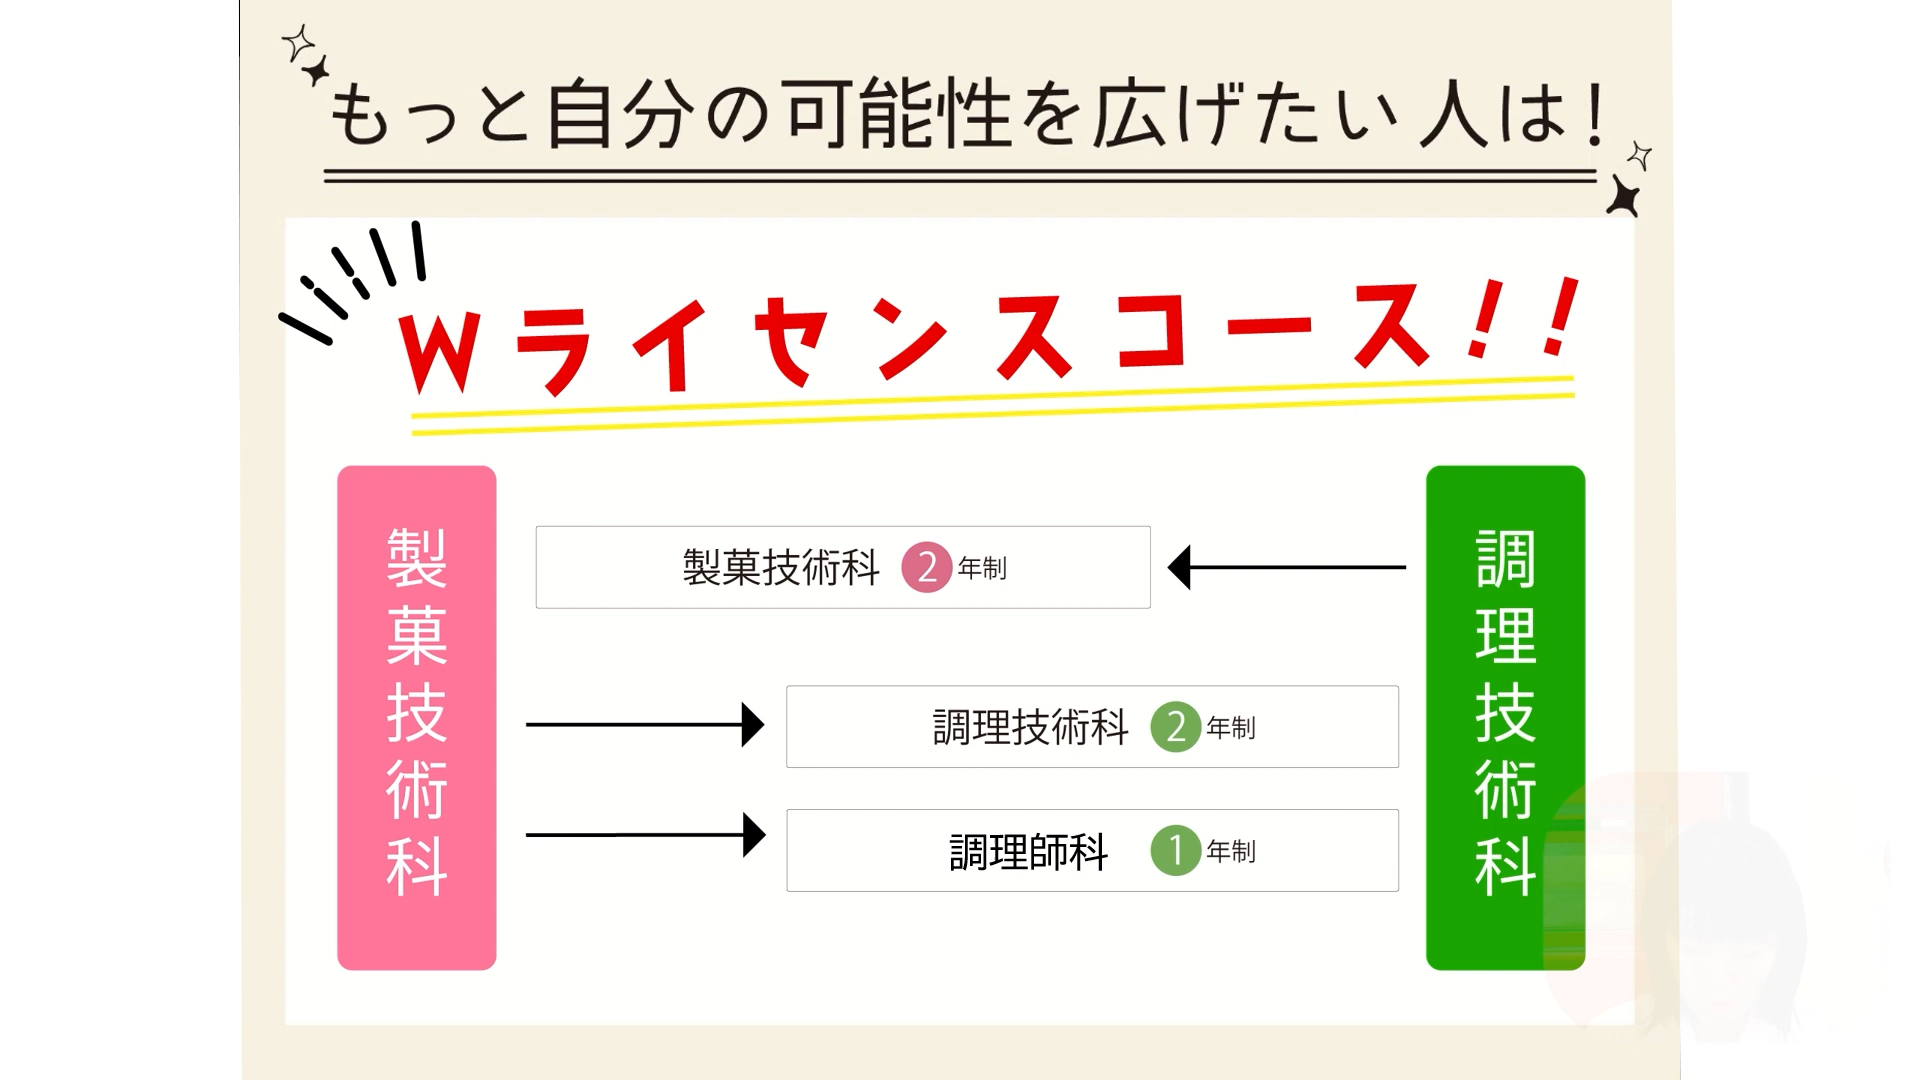 もっと自分の可能性を広げたい人は!
Wライセンスコース!!
製菓技術科
製菓技術科 2年制
調理技術科 2年制
調理師科 1年制
調理技術科